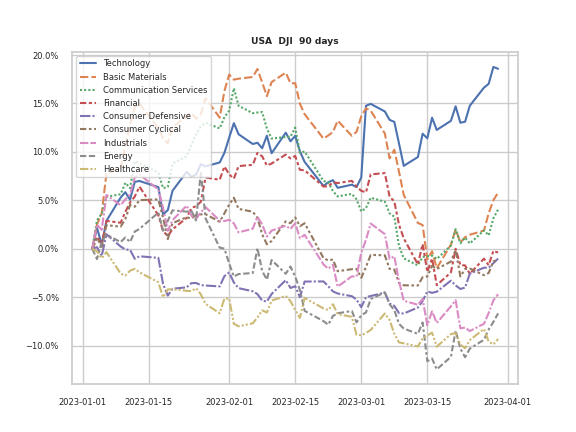 USA  DJI  90 days
20.0%
15.0%
10.0%
5.0%
0.0%
−5.0%
−10.0%
Technology
Basic Materials
Communication Services
Financial
Consumer Defensive
Consumer Cyclical
Industrials
Energy
Healthcare
2023-01-01 2023-01-15 2023-02-01 2023-02-15 2023-03-01 2023-03-15 2023-04-01